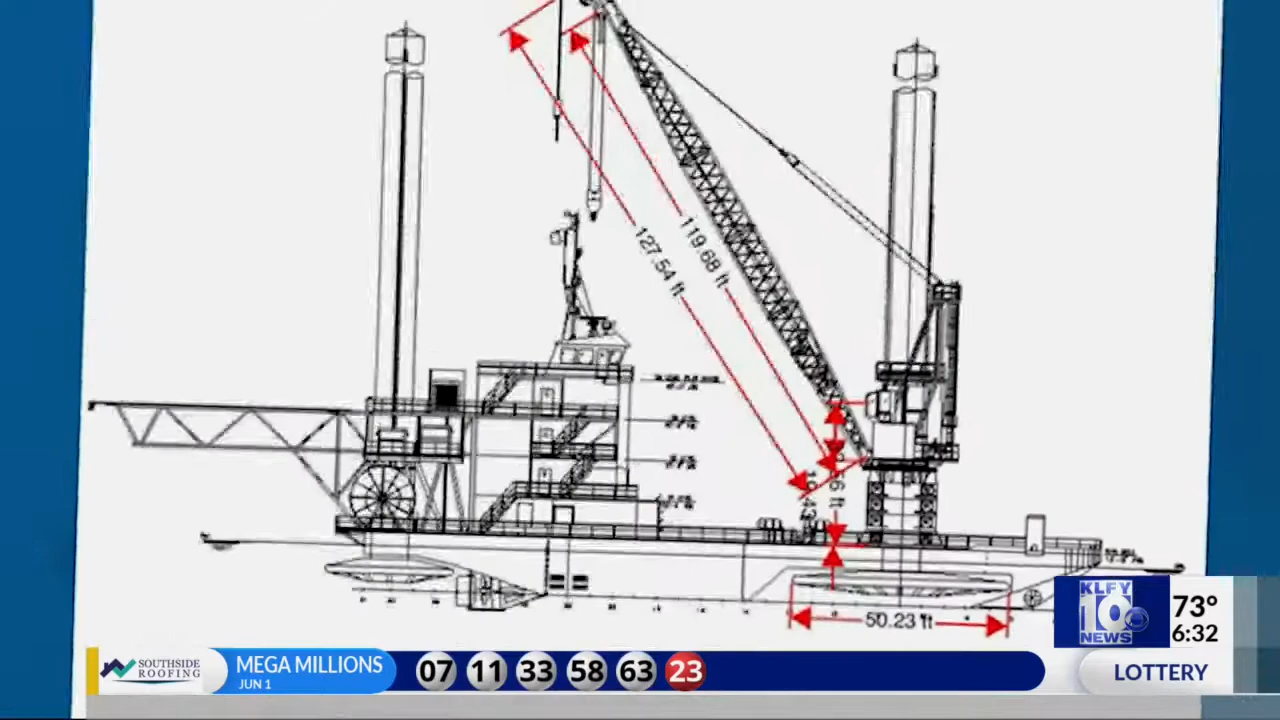 119.68 ft
127.54 ft
50.23 ft
KLFY
10
NEWS
73°
6:32
SOUTHSIDE
ROOFING
MEGA MILLIONS
JUN 1
07 11 33 58 63 23
LOTTERY